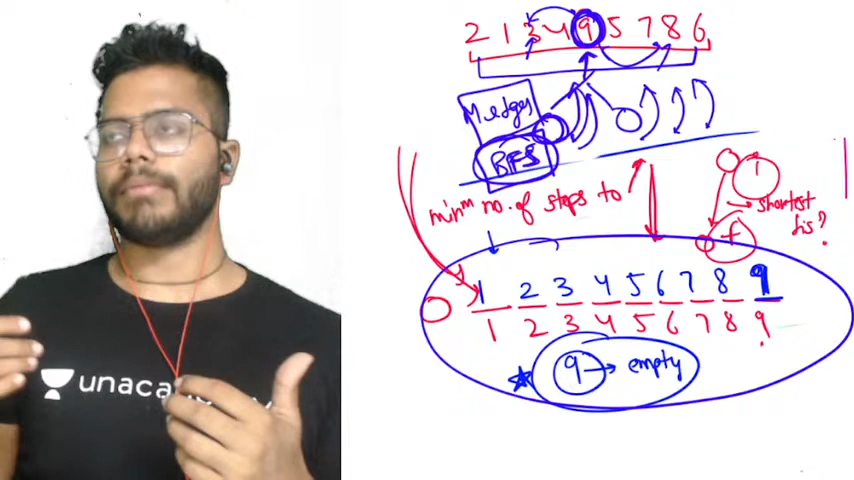 2 1 3 4 9 5 7 8 6
M edges
BFS
minᵐ no. of steps to
1
shortest
dis?
f
1 2 3 4 5 6 7 8 9
1 2 3 4 5 6 7 8 9
9 → empty
unaca